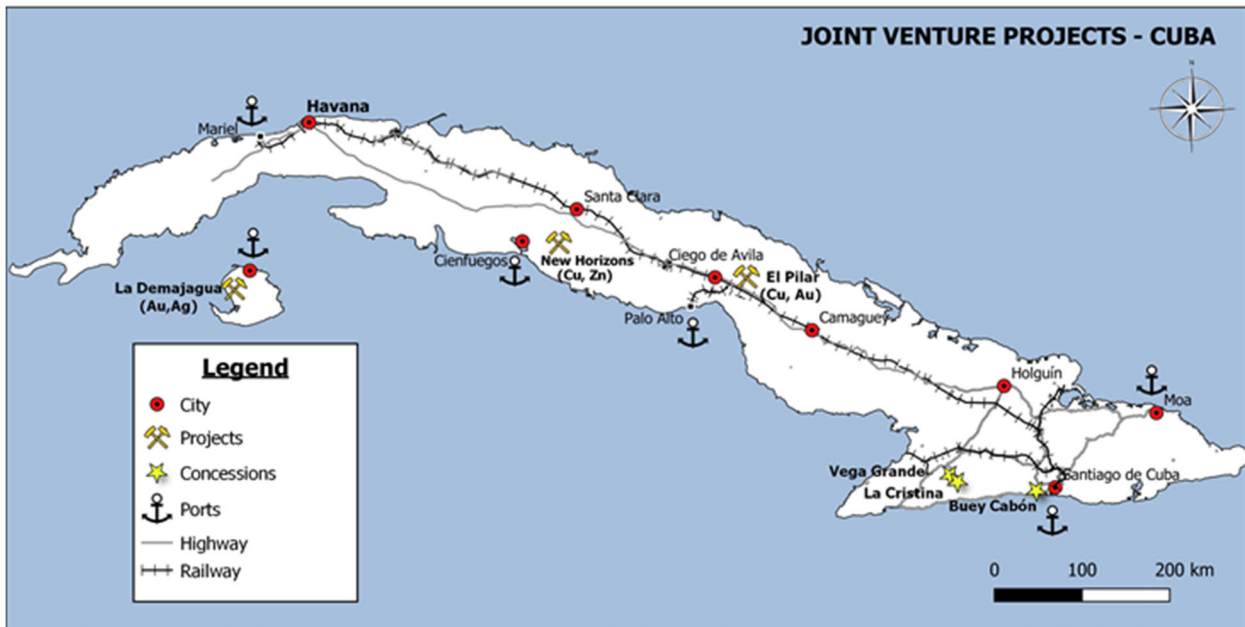 JOINT VENTURE PROJECTS - CUBA
N
Havana
Mariel
Santa Clara
Cienfuegos
New Horizons
(Cu, Zn)
Ciego de Avila
El Pilar
(Cu, Au)
La Demajagua
(Au,Ag)
Palo Alto
Camaguey
Holguín
Moa
Vega Grande
La Cristina
Buey Cabón
Santiago de Cuba
Legend
City
Projects
Concessions
Ports
Highway
Railway
0 100 200 km